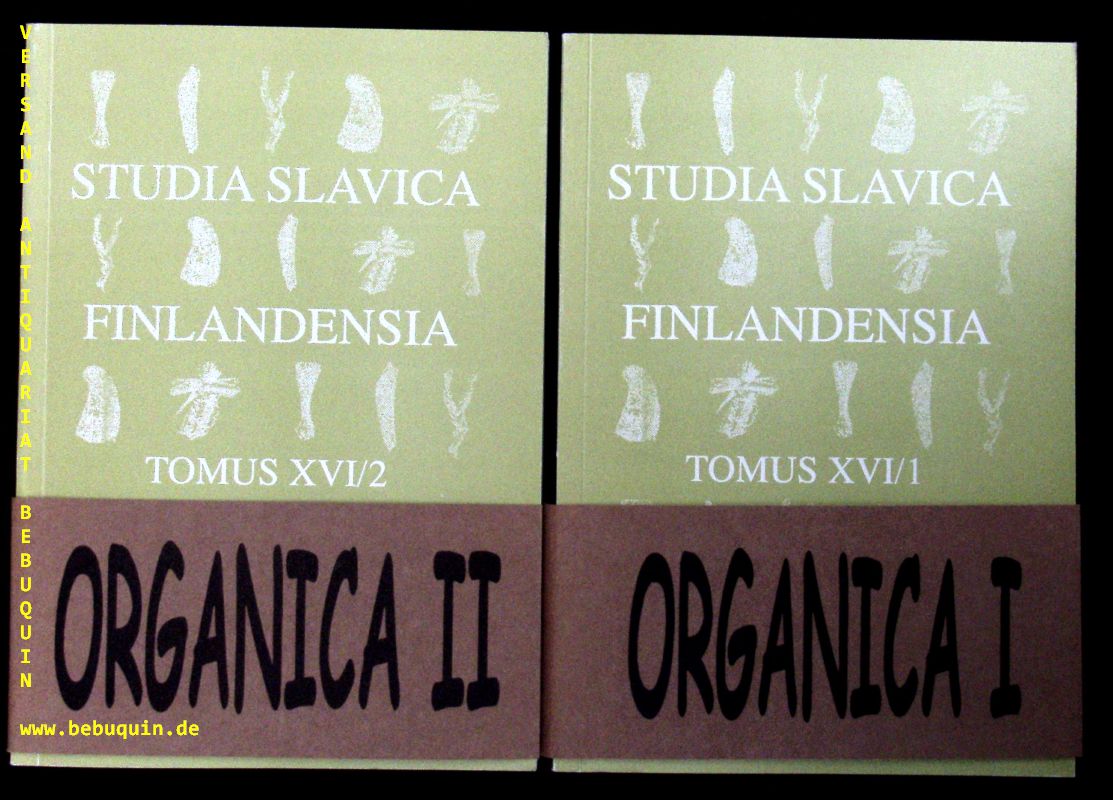 VERSAND ANTIQUARIAT BEBUQUIN
STUDIA SLAVICA
FINLANDENSIA
TOMUS XVI/2
ORGANICA II
www.bebuquin.de
STUDIA SLAVICA
FINLANDENSIA
TOMUS XVI/1
ORGANICA I